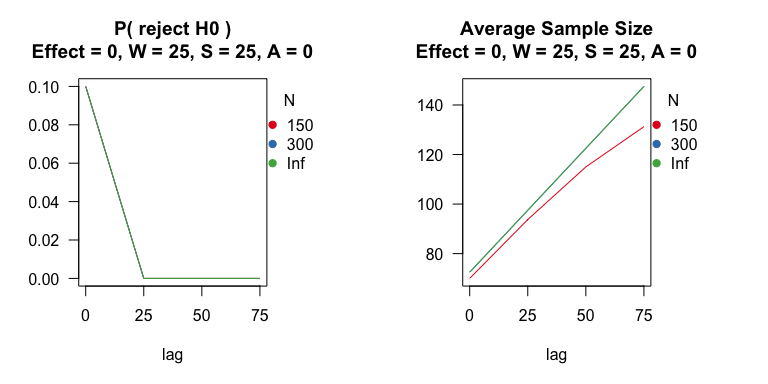 P( reject H0 )
Effect = 0, W = 25, S = 25, A = 0
0.10
0.08
0.06
0.04
0.02
0.00
0 25 50 75
lag
N
150
300
Inf
Average Sample Size
Effect = 0, W = 25, S = 25, A = 0
140
120
100
80
0 25 50 75
lag
N
150
300
Inf